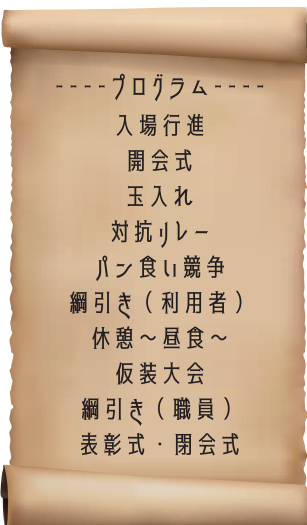 ----プログラム----
入場行進
開会式
玉入れ
対抗リレー
パン食い競争
綱引き（利用者）
休憩～昼食～
仮装大会
綱引き（職員）
表彰式・閉会式